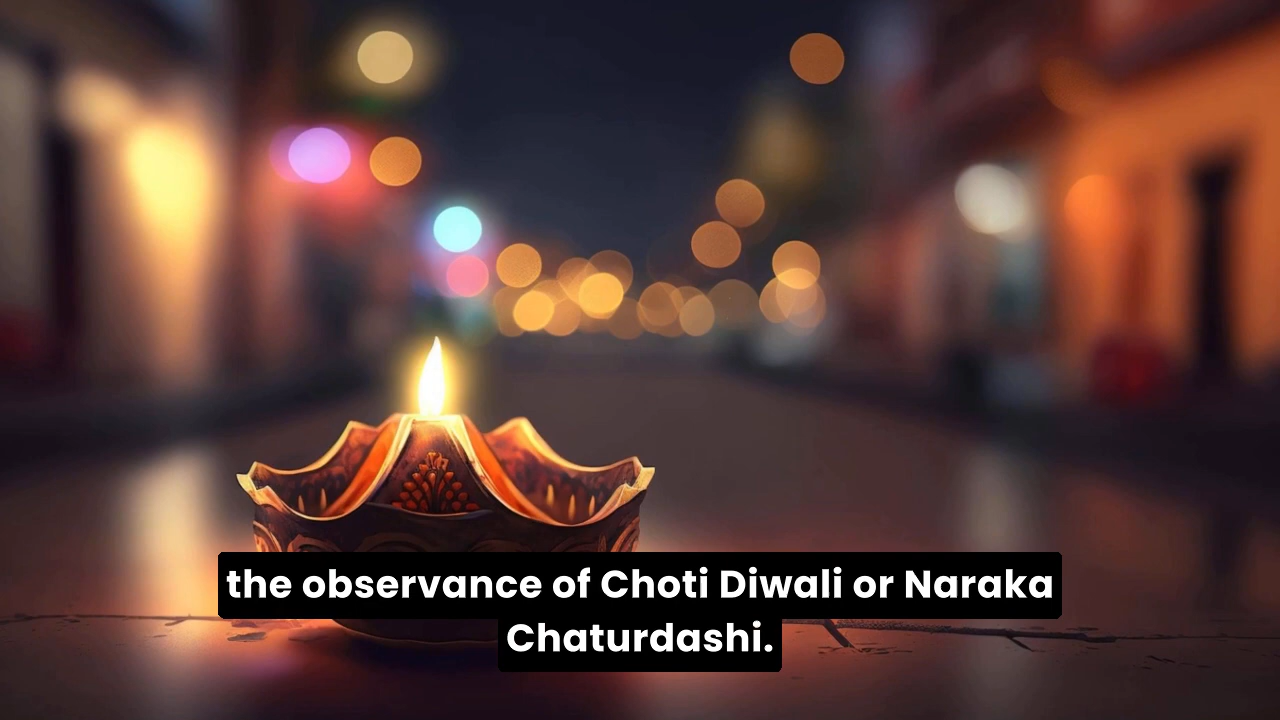 the observance of Choti Diwali or Naraka
Chaturdashi.